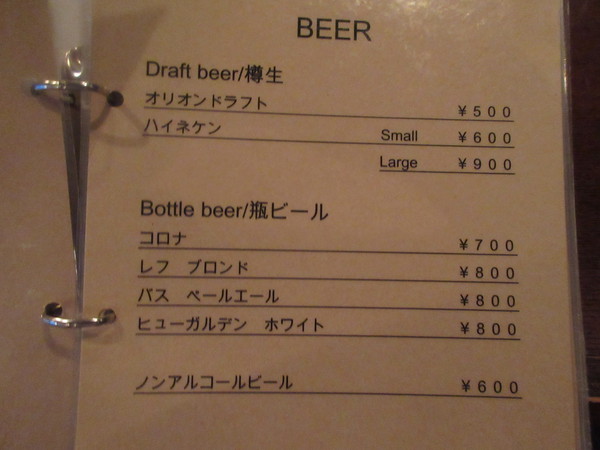 BEER
Draft beer/樽生
オリオンドラフト ￥５００
ハイネケン Small ￥６００
Large ￥９００
Bottle beer/瓶ビール
コロナ ￥７００
レフ　ブロンド ￥８００
バス　ペールエール ￥８００
ヒューガルデン　ホワイト ￥８００
ノンアルコールビール ￥６００